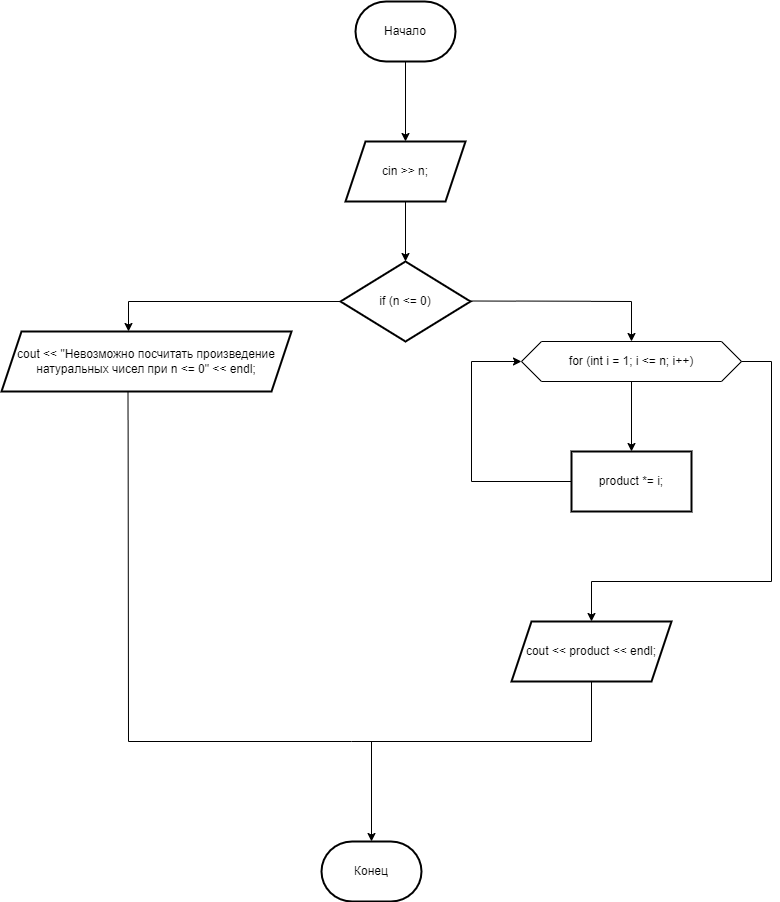 Начало
cin >> n;
if (n <= 0)
cout << "Невозможно посчитать произведение
натуральных чисел при n <= 0" << endl;
for (int i = 1; i <= n; i++)
product *= i;
cout << product << endl;
Конец